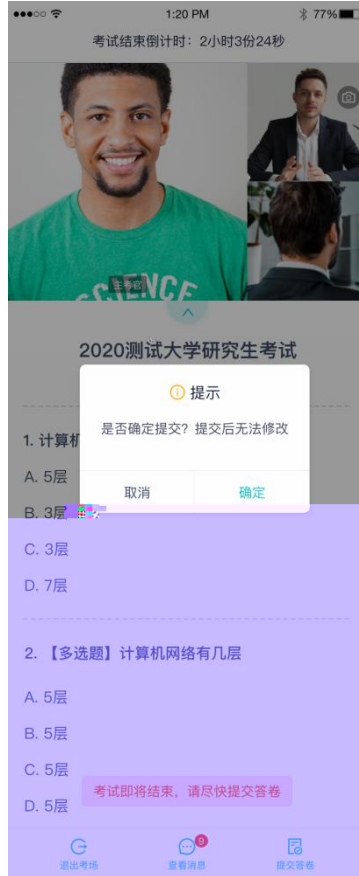 1:20 PM
77%
考试结束倒计时：2小时3份24秒
主考官
SCIENCE
2020测试大学研究生考试
提示
是否确定提交？提交后无法修改
取消
确定
1. 计算机
A. 5层
B. 3层
C. 3层
D. 7层
2. 【多选题】计算机网络有几层
A. 5层
B. 5层
C. 5层
D. 5层
考试即将结束，请尽快提交答卷
9
退出考场
查看消息
提交答卷